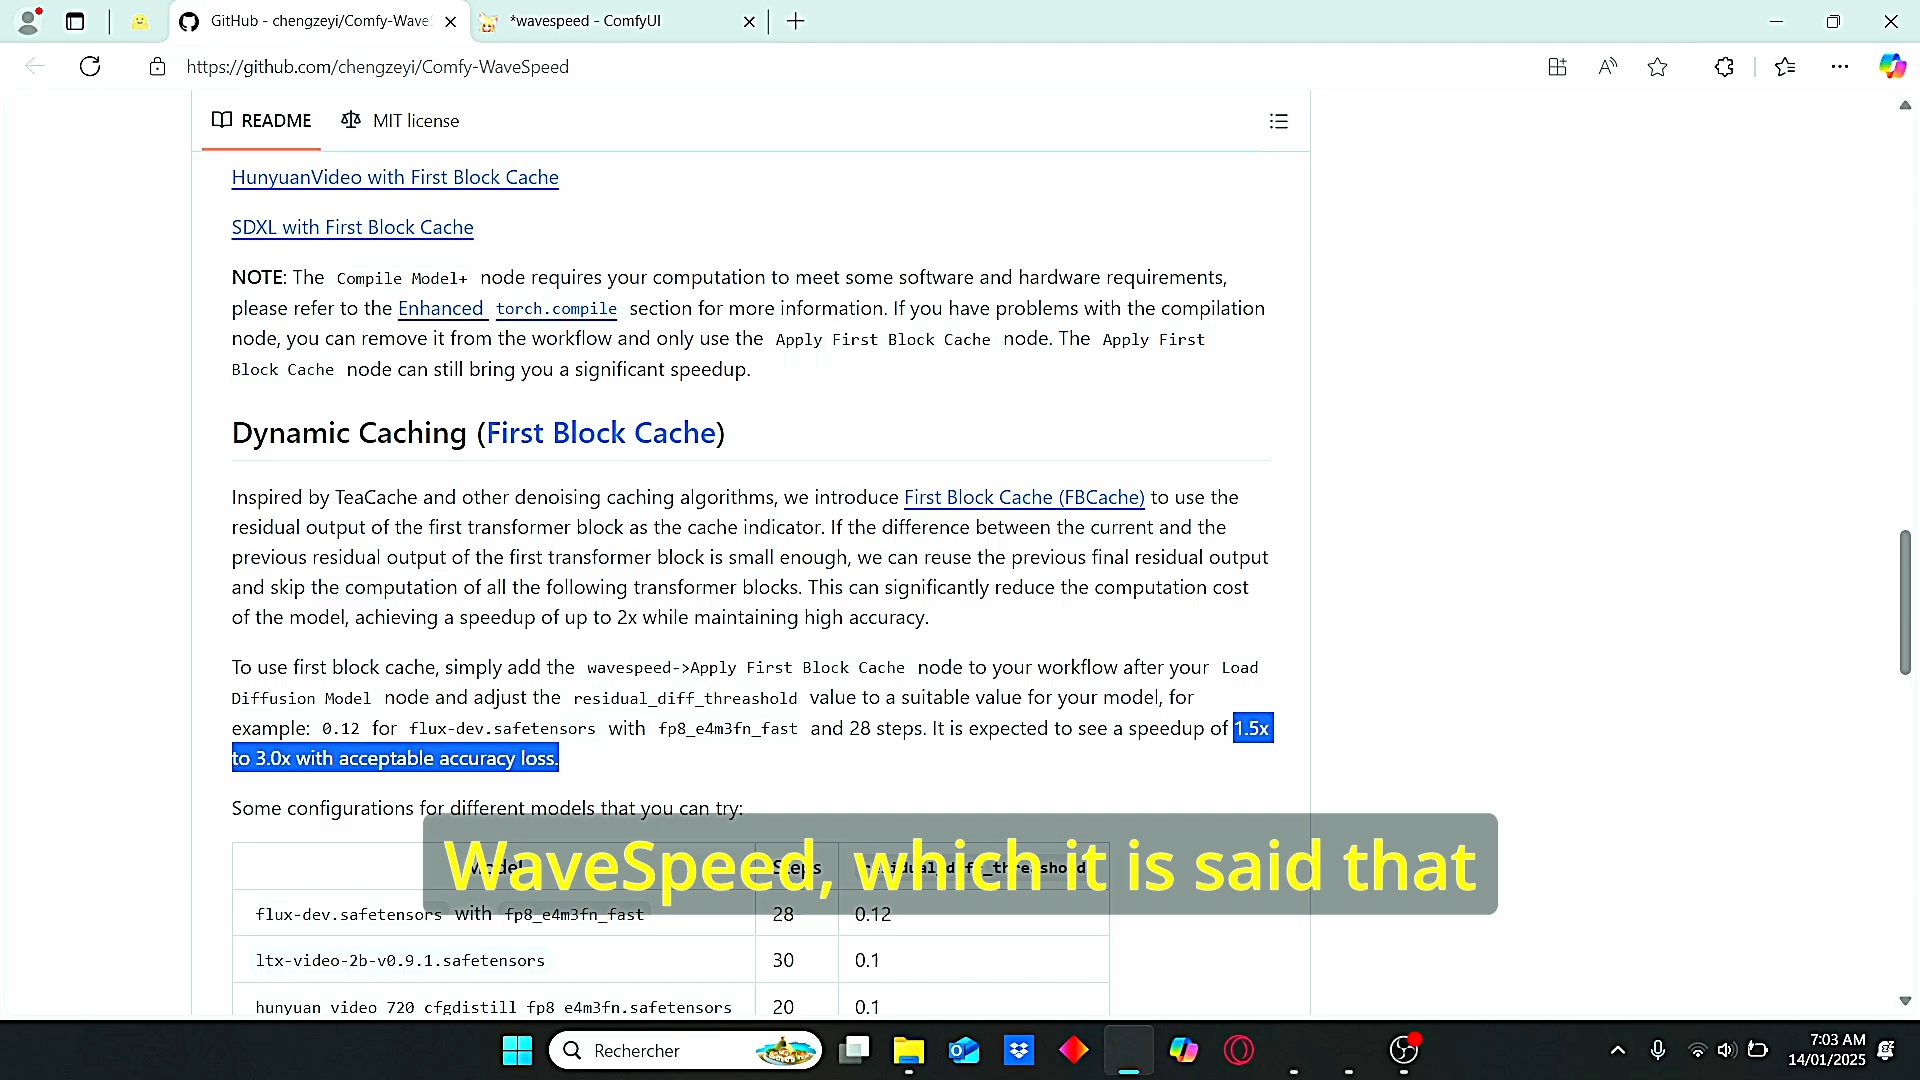 GitHub - chengzeyi/Comfy-Wave
*wavespeed - ComfyUI
https://github.com/chengzeyi/Comfy-WaveSpeed
README
MIT license
HunyuanVideo with First Block Cache
SDXL with First Block Cache
NOTE: The Compile Model+ node requires your computation to meet some software and hardware requirements,
please refer to the Enhanced torch.compile section for more information. If you have problems with the compilation
node, you can remove it from the workflow and only use the Apply First Block Cache node. The Apply First
Block Cache node can still bring you a significant speedup.
Dynamic Caching (First Block Cache)
Inspired by TeaCache and other denoising caching algorithms, we introduce First Block Cache (FBCache) to use the
residual output of the first transformer block as the cache indicator. If the difference between the current and the
previous residual output of the first transformer block is small enough, we can reuse the previous final residual output
and skip the computation of all the following transformer blocks. This can significantly reduce the computation cost
of the model, achieving a speedup of up to 2x while maintaining high accuracy.
To use first block cache, simply add the wavespeed->Apply First Block Cache node to your workflow after your Load
Diffusion Model node and adjust the residual_diff_threashold value to a suitable value for your model, for
example: 0.12 for flux-dev.safetensors with fp8_e4m3fn_fast and 28 steps. It is expected to see a speedup of 1.5x
to 3.0x with acceptable accuracy loss.
Some configurations for different models that you can try:
WaveSpeed, which it is said that
Model Steps residual_diff_threashold
flux-dev.safetensors with fp8_e4m3fn_fast 28 0.12
ltx-video-2b-v0.9.1.safetensors 30 0.1
hunyuan_video_720_cfgdistill_fp8_e4m3fn.safetensors 20 0.1
Rechercher
7:03 AM
14/01/2025